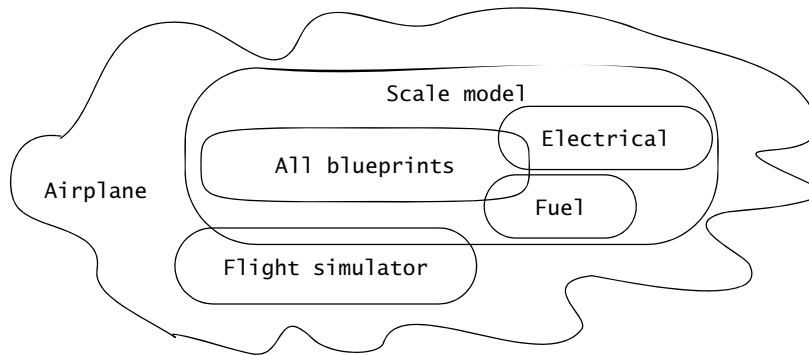 Scale model
Electrical
All blueprints
Airplane
Fuel
Flight simulator